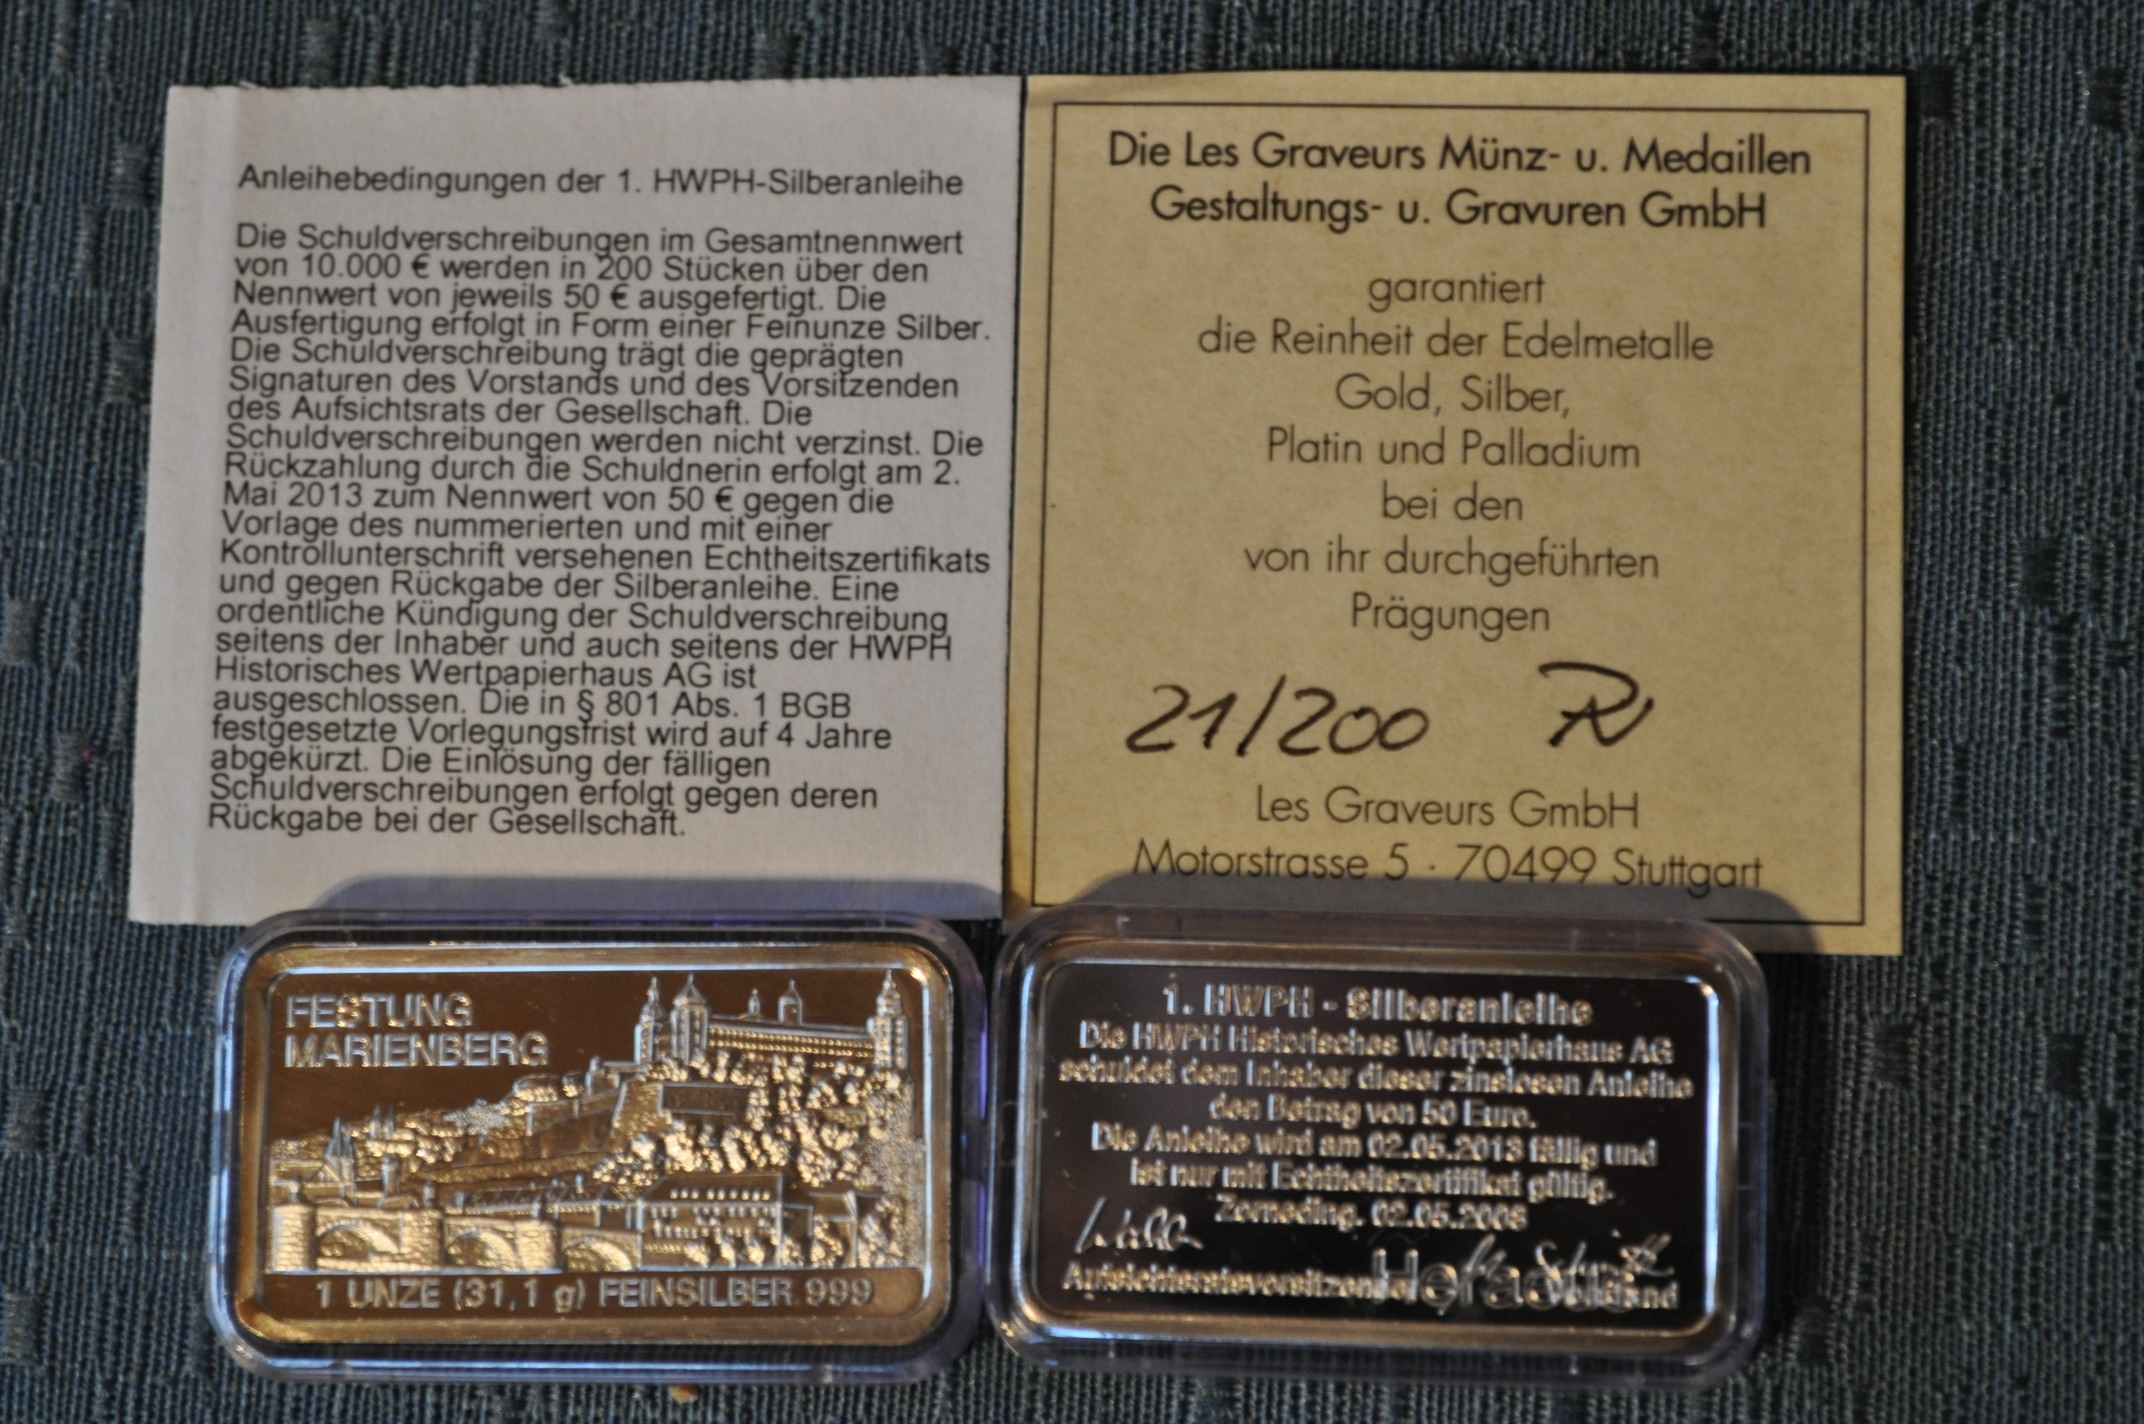 Anleihebedingungen der 1. HWPH-Silberanleihe
Die Schuldverschreibungen im Gesamtnennwert
von 10.000 € werden in 200 Stücken über den
Nennwert von jeweils 50 € ausgefertigt. Die
Ausfertigung erfolgt in Form einer Feinunze Silber.
Die Schuldverschreibung trägt die geprägten
Signaturen des Vorstands und des Vorsitzenden
des Aufsichtsrats der Gesellschaft. Die
Schuldverschreibungen werden nicht verzinst. Die
Rückzahlung durch die Schuldnerin erfolgt am 2.
Mai 2013 zum Nennwert von 50 € gegen die
Vorlage des nummerierten und mit einer
Kontrollunterschrift versehenen Echtheitszertifikats
und gegen Rückgabe der Silberanleihe. Eine
ordentliche Kündigung der Schuldverschreibung
seitens der Inhaber und auch seitens der HWPH
Historisches Wertpapierhaus AG ist
ausgeschlossen. Die in § 801 Abs. 1 BGB
festgesetzte Vorlegungsfrist wird auf 4 Jahre
abgekürzt. Die Einlösung der fälligen
Schuldverschreibungen erfolgt gegen deren
Rückgabe bei der Gesellschaft.
Die Les Graveurs Münz- u. Medaillen
Gestaltungs- u. Gravuren GmbH
garantiert
die Reinheit der Edelmetalle
Gold, Silber,
Platin und Palladium
bei den
von ihr durchgeführten
Prägungen
21/200
Les Graveurs GmbH
Motorstrasse 5 · 70499 Stuttgart
FESTUNG
MARIENBERG
1 UNZE (31,1 g) FEINSILBER 999
1. HWPH - Silberanleihe
Die HWPH Historisches Wertpapierhaus AG
schuldet dem Inhaber dieser zinslosen Anleihe
den Betrag von 50 Euro.
Die Anleihe wird am 02.05.2013 fällig und
ist nur mit Echtheitszertifikat gültig.
Zorneding, 02.05.2008
Aufsichtsratsvorsitzender Heraeus Vorstand